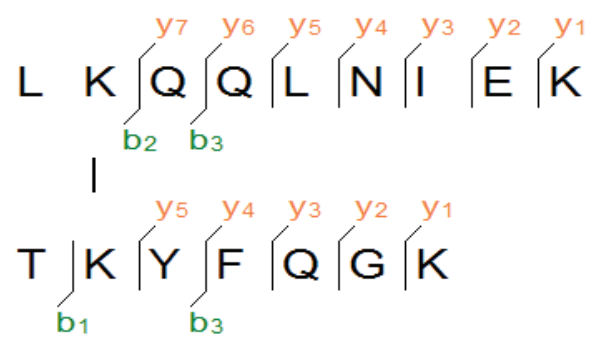 y7 y6 y5 y4 y3 y2 y1
L K Q Q L N I E K
b2 b3
y5 y4 y3 y2 y1
T K Y F Q G K
b1 b3